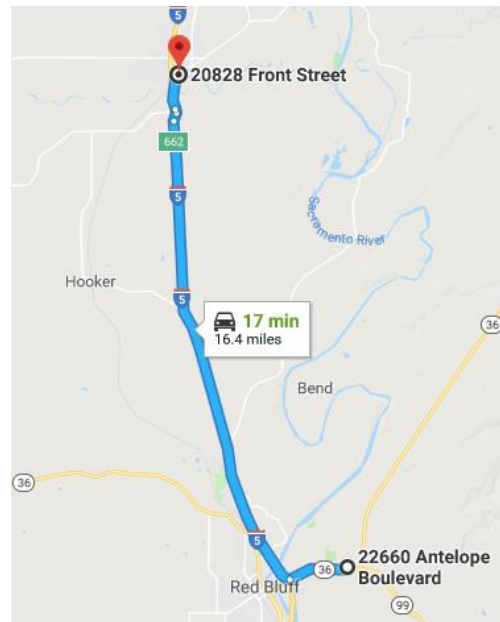 5
20828 Front Street
662
5
Sacramento River
Hooker
5
17 min
16.4 miles
36
Bend
36
5
22660 Antelope
Boulevard
36
Red Bluff
99